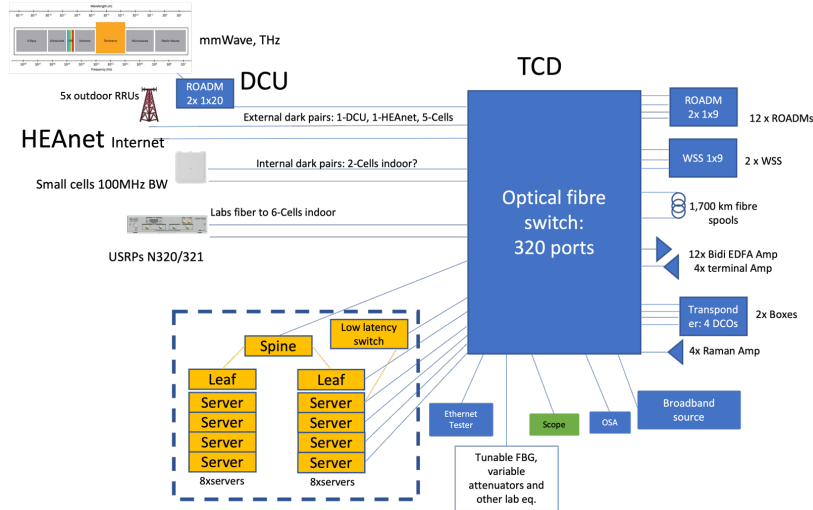 Wavelength (m)
Frequency (Hz)
mmWave, THz
DCU
TCD
ROADM
2x 1x20
5x outdoor RRUs
External dark pairs: 1-DCU, 1-HEAnet, 5-Cells
HEAnet Internet
Internal dark pairs: 2-Cells indoor?
Small cells 100MHz BW
Labs fiber to 6-Cells indoor
USRPs N320/321
Optical fibre
switch:
320 ports
ROADM
2x 1x9
12 x ROADMs
WSS 1x9
2 x WSS
1,700 km fibre
spools
12x Bidi EDFA Amp
4x terminal Amp
Transpond
er: 4 DCOs
2x Boxes
4x Raman Amp
Low latency
switch
Spine
Leaf
Leaf
Server
Server
Server
Server
Server
Server
Server
Server
8xservers
8xservers
Ethernet
Tester
Scope
OSA
Broadband
source
Tunable FBG,
variable
attenuators and
other lab eq.